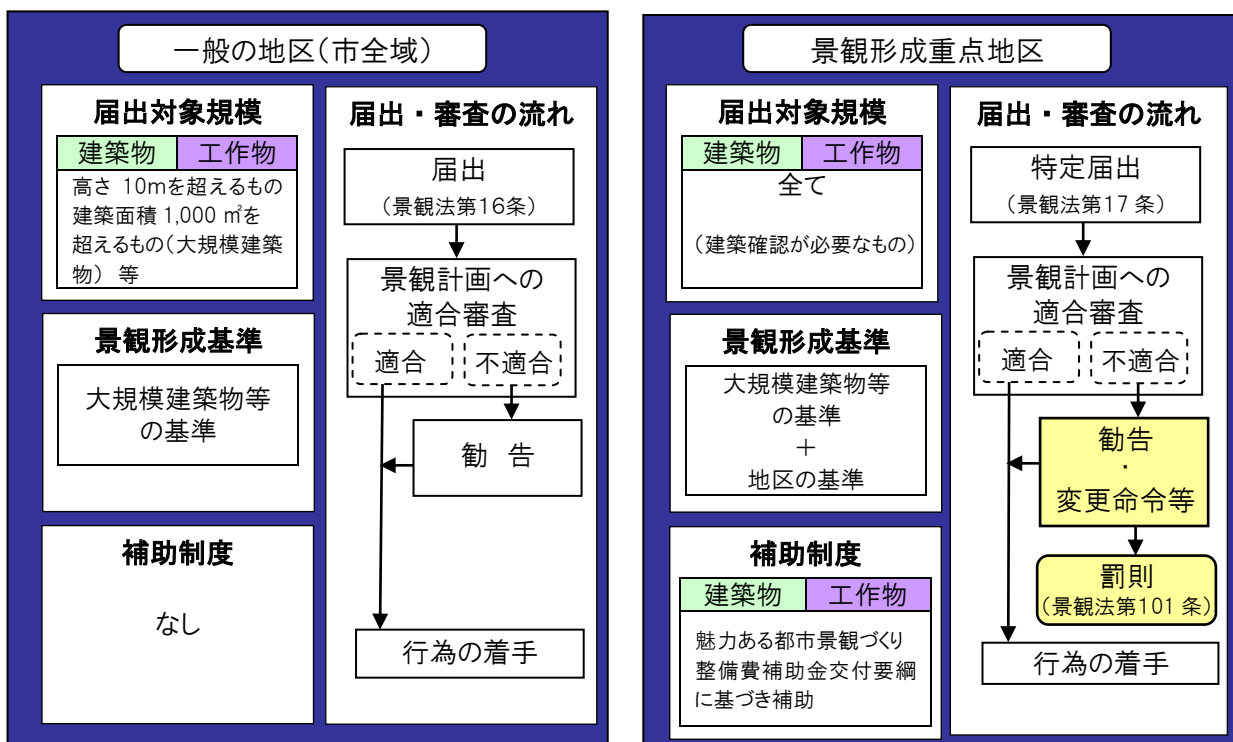 一般の地区(市全域)
届出対象規模
建築物 工作物
高さ 10mを超えるもの
建築面積 1,000 ㎡を
超えるもの(大規模建築
物) 等
景観形成基準
大規模建築物等
の基準
補助制度
なし
届出・審査の流れ
届出
(景観法第16条)
景観計画への
適合審査
適合 不適合
勧 告
行為の着手
景観形成重点地区
届出対象規模
建築物 工作物
全て
(建築確認が必要なもの)
景観形成基準
大規模建築物等
の基準
+
地区の基準
補助制度
建築物 工作物
魅力ある都市景観づくり
整備費補助金交付要綱
に基づき補助
届出・審査の流れ
特定届出
(景観法第17 条)
景観計画への
適合審査
適合 不適合
勧告
・
変更命令等
罰則
(景観法第101 条)
行為の着手